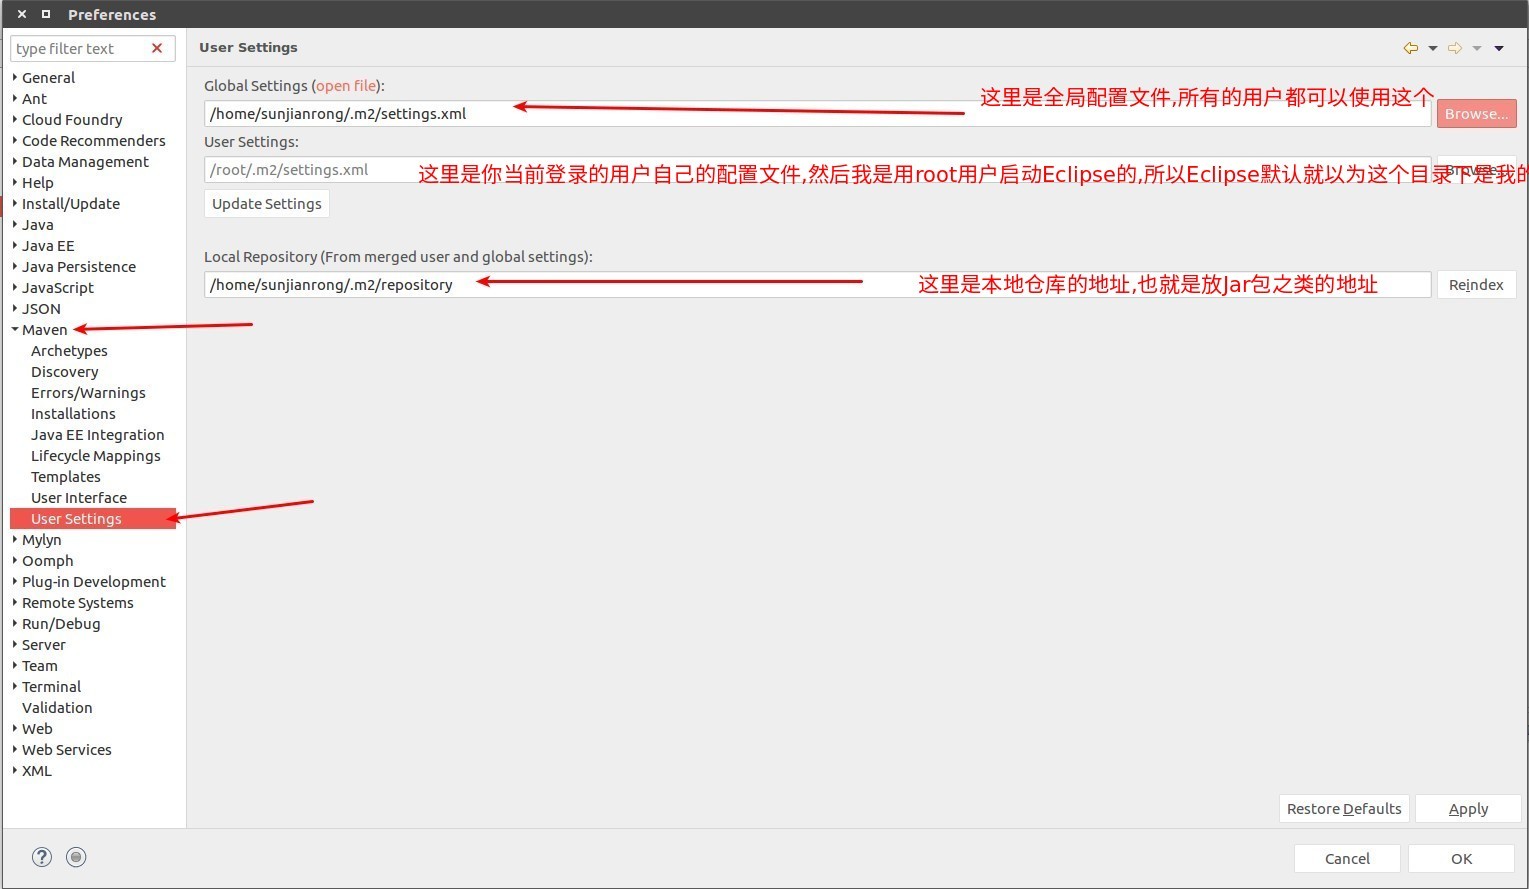 Preferences
type filter text
General
Ant
Cloud Foundry
Code Recommenders
Data Management
Help
Install/Update
Java
Java EE
Java Persistence
JavaScript
JSON
Maven
Archetypes
Discovery
Errors/Warnings
Installations
Java EE Integration
Lifecycle Mappings
Templates
User Interface
User Settings
Mylyn
Oomph
Plug-in Development
Remote Systems
Run/Debug
Server
Team
Terminal
Validation
Web
Web Services
XML
User Settings
Global Settings (open file):
这里是全局配置文件,所有的用户都可以使用这个
/home/sunjianrong/.m2/settings.xml
Browse...
User Settings:
/root/.m2/settings.xml
这里是你当前登录的用户自己的配置文件,然后我是用root用户启动Eclipse的,所以Eclipse默认就以为这个目录下是我的
Browse...
Update Settings
Local Repository (From merged user and global settings):
/home/sunjianrong/.m2/repository
这里是本地仓库的地址,也就是放Jar包之类的地址
Reindex
Restore Defaults
Apply
?
Cancel
OK